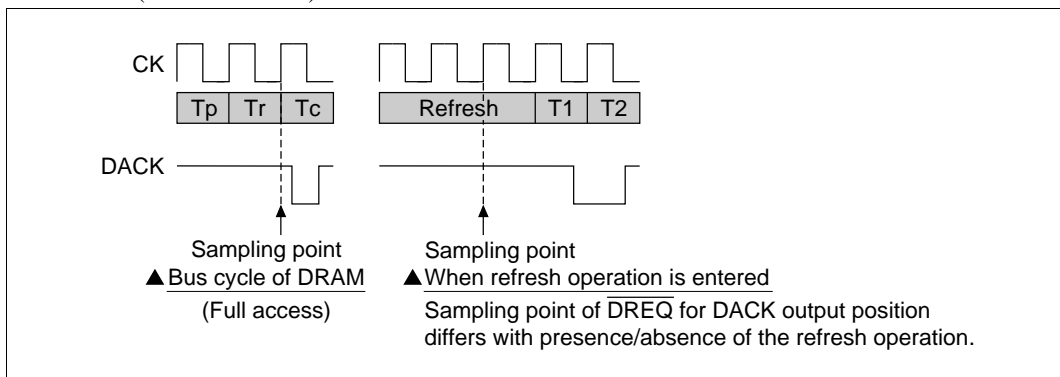 CK
Tp Tr Tc Refresh T1 T2
DACK
Sampling point
▲Bus cycle of DRAM
(Full access)
Sampling point
▲When refresh operation is entered
Sampling point of DREQ for DACK output position
differs with presence/absence of the refresh operation.